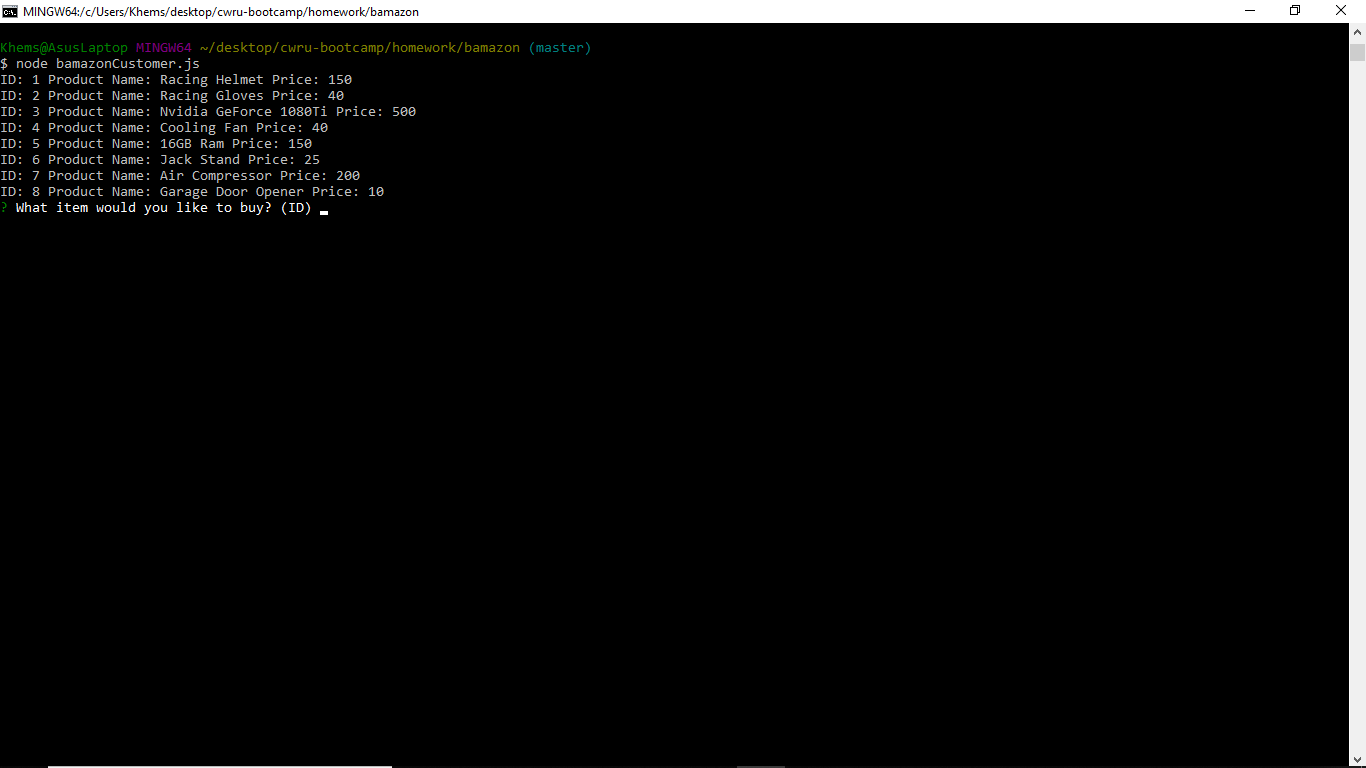 MINGW64:/c/Users/Khems/desktop/cwru-bootcamp/homework/bamazon
Khems@AsusLaptop MINGW64 ~/desktop/cwru-bootcamp/homework/bamazon (master)
$ node bamazonCustomer.js
ID: 1 Product Name: Racing Helmet Price: 150
ID: 2 Product Name: Racing Gloves Price: 40
ID: 3 Product Name: Nvidia GeForce 1080Ti Price: 500
ID: 4 Product Name: Cooling Fan Price: 40
ID: 5 Product Name: 16GB Ram Price: 150
ID: 6 Product Name: Jack Stand Price: 25
ID: 7 Product Name: Air Compressor Price: 200
ID: 8 Product Name: Garage Door Opener Price: 10
? What item would you like to buy? (ID)